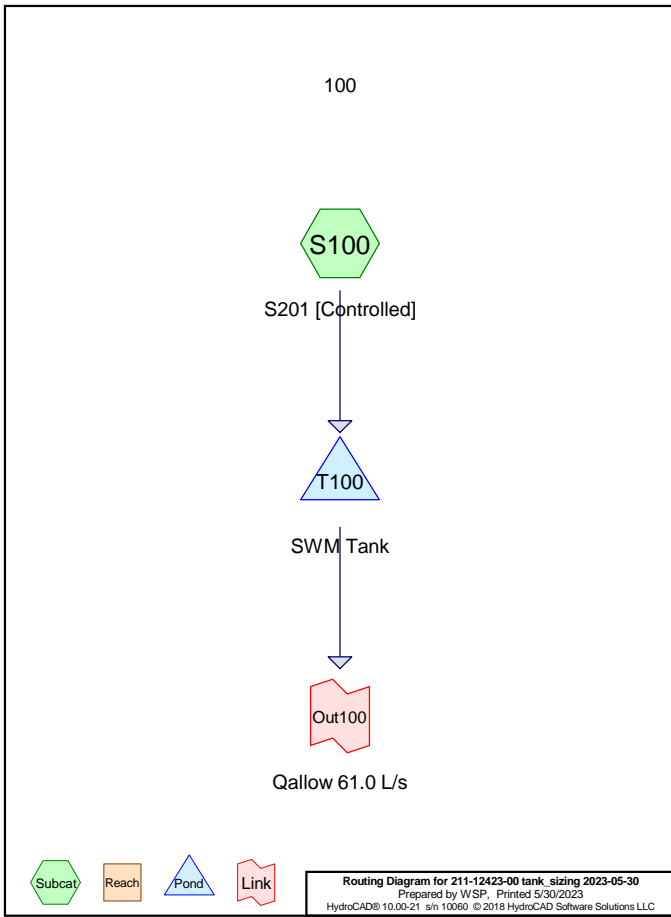 100
S100
S201 [Controlled]
T100
SWM Tank
Out100
Qallow 61.0 L/s
Subcat
Reach
Pond
Link
Routing Diagram for 211-12423-00 tank_sizing 2023-05-30
Prepared by WSP, Printed 5/30/2023
HydroCAD® 10.00-21 s/n 10060 © 2018 HydroCAD Software Solutions LLC